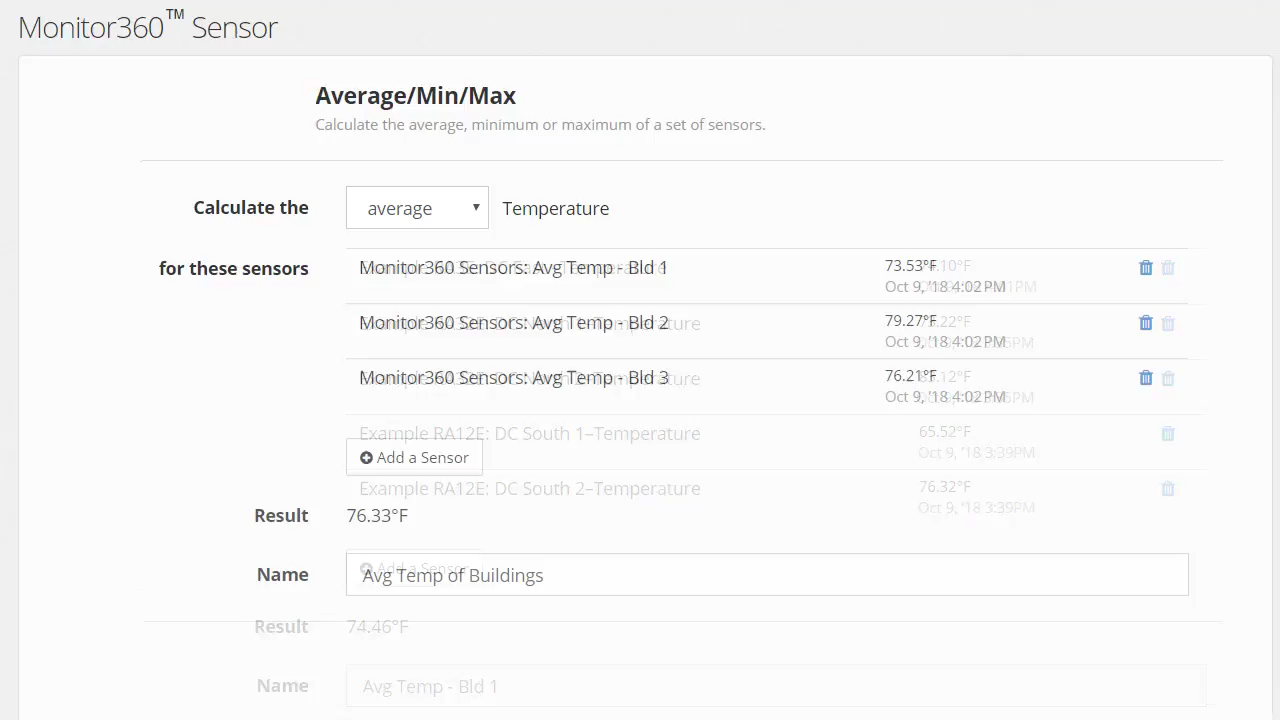 Monitor360™ Sensor
Average/Min/Max
Calculate the average, minimum or maximum of a set of sensors.
Calculate the average Temperature
for these sensors
Monitor360 Sensors: Avg Temp - Bld 1 73.53°F
Oct 9, '18 4:02 PM
Monitor360 Sensors: Avg Temp - Bld 2 79.27°F
Oct 9, '18 4:02 PM
Monitor360 Sensors: Avg Temp - Bld 3 76.21°F
Oct 9, '18 4:02 PM
Example RA12E: DC South 1–Temperature 65.52°F
Oct 9, '18 3:39PM
Add a Sensor
Example RA12E: DC South 2–Temperature 76.32°F
Oct 9, '18 3:39PM
Result 76.33°F
Add a Sensor
Name Avg Temp of Buildings
Result 74.46°F
Name Avg Temp - Bld 1